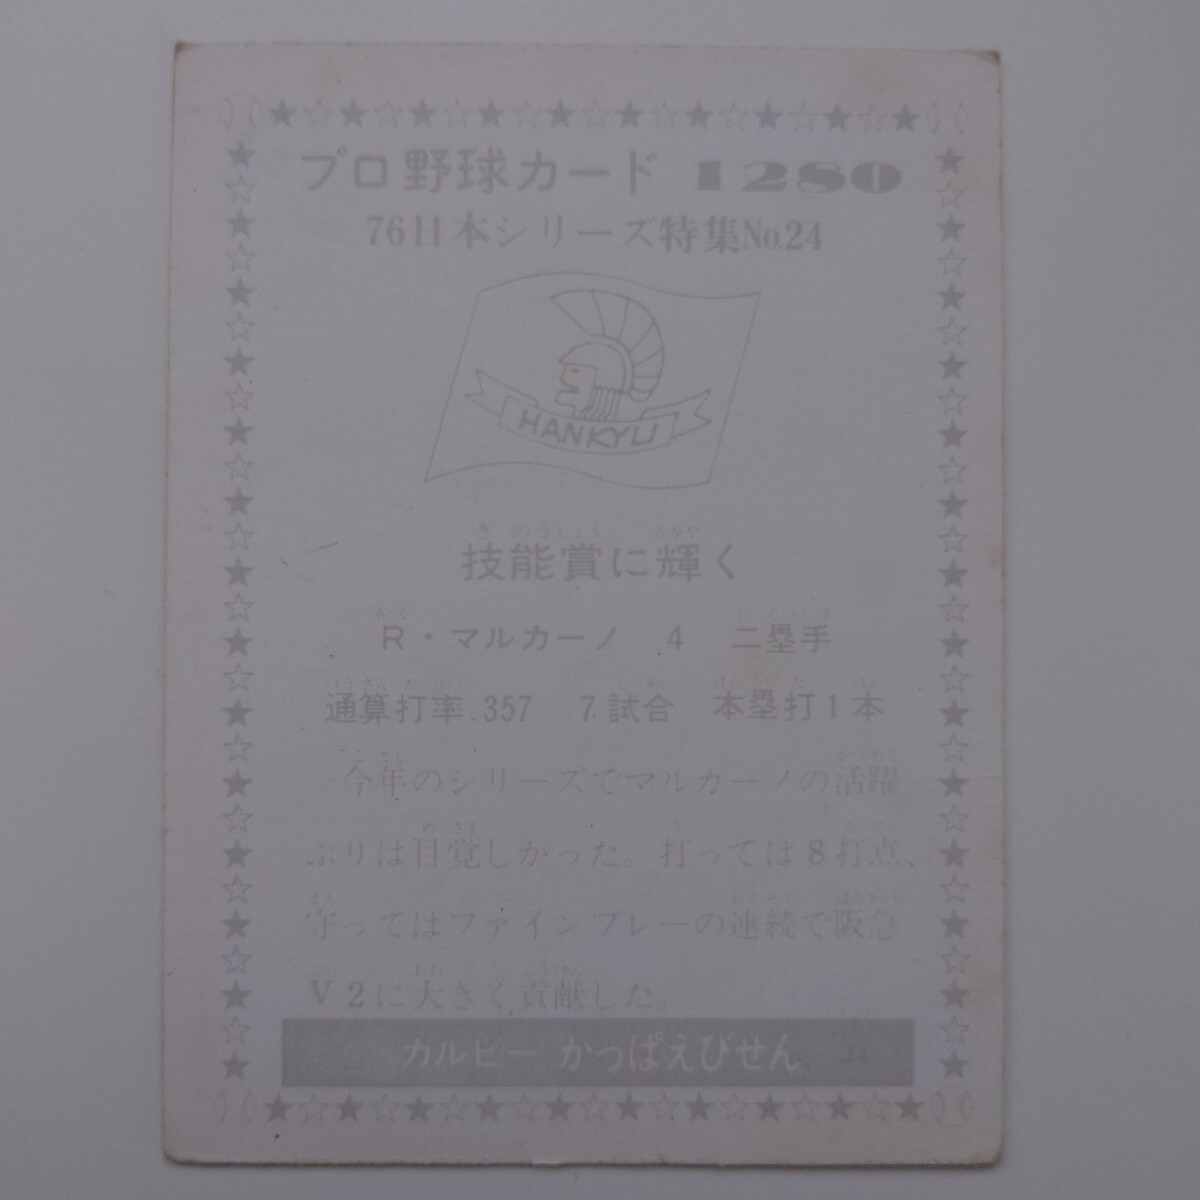 プロ野球カード 1280
76日本シリーズ特集No.24
HANKYU
技能賞に輝く
R・マルカーノ 4 二塁手
通算打率.357 7試合 本塁打1本
今年のシリーズでマルカーノの活躍
ぶりは目覚しかった。打っては8打点、
守ってはファインプレーの連続で阪急
V2に大きく貢献した。
カルビー かっぱえびせん